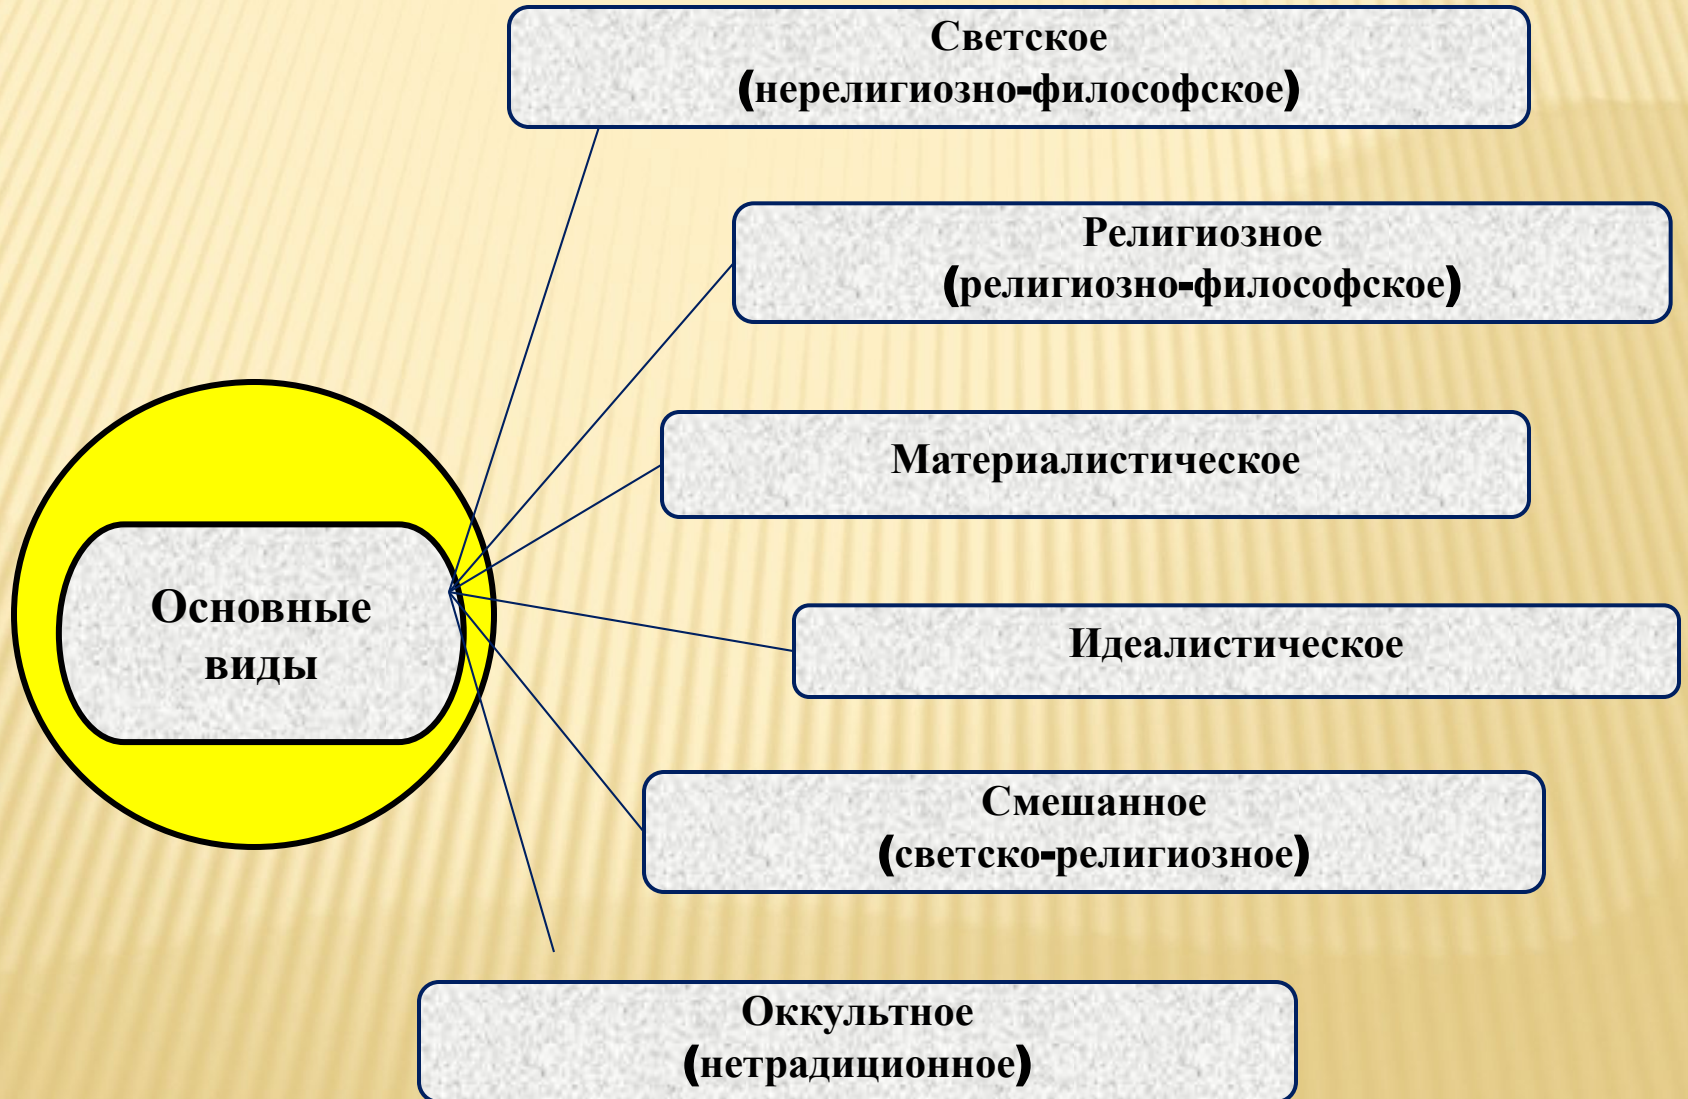 Светское
(нерелигиозно-философское)
Религиозное
(религиозно-философское)
Материалистическое
Основные
виды
Идеалистическое
Смешанное
(светско-религиозное)
Оккультное
(нетрадиционное)